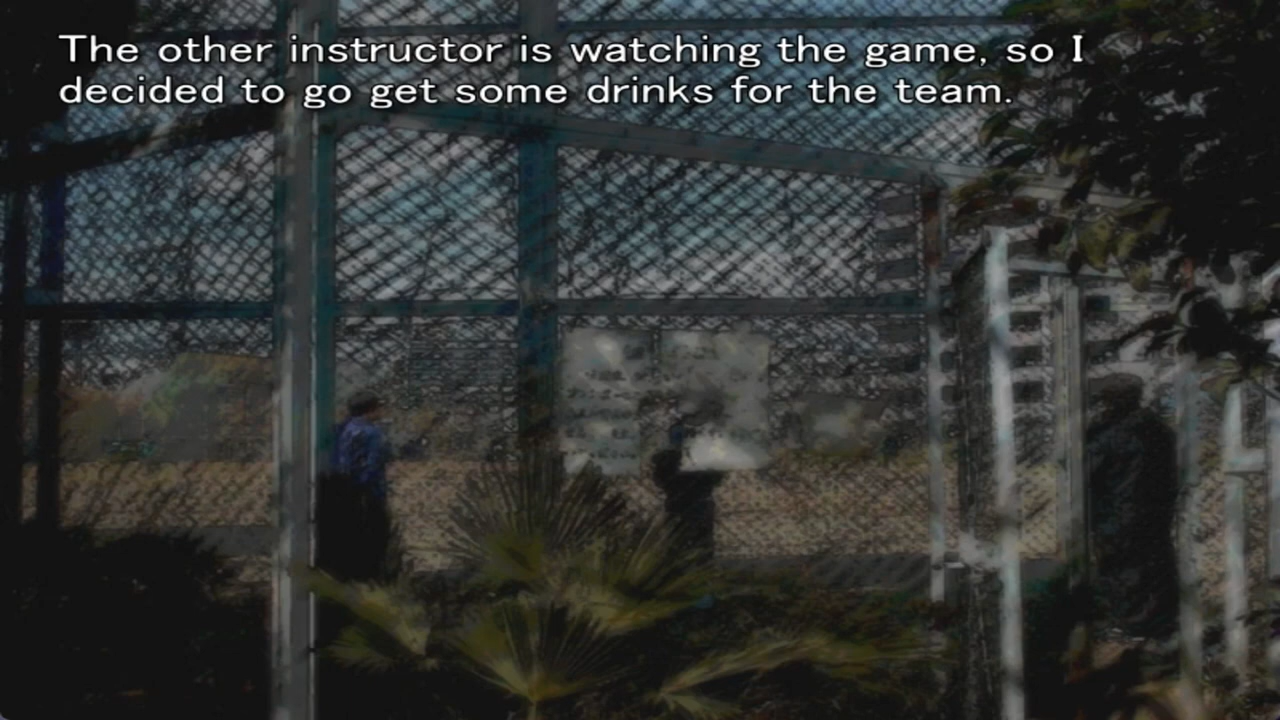 The other instructor is watching the game, so I
decided to go get some drinks for the team.